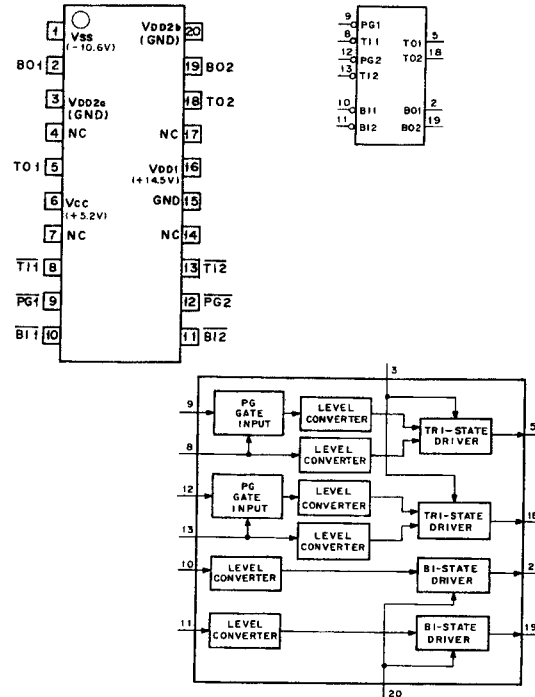 1 VSS (-10.6V)
VDD2b (GND) 20
BO1 2
19 BO2
3 VDD2a (GND)
18 TO2
4 NC
NC 17
TO1 5
VDD1 (+14.5V) 16
6 VCC (+5.2V)
GND 15
7 NC
NC 14
TI1 8
13 TI2
PG1 9
12 PG2
BI1 10
11 BI2
9 PG1
8 TI1
TO1 5
12 PG2
TO2 18
13 TI2
10 BI1
BO1 2
11 BI2
BO2 19
3
9
PG GATE INPUT
LEVEL CONVERTER
TRI-STATE DRIVER
5
8
LEVEL CONVERTER
12
PG GATE INPUT
LEVEL CONVERTER
TRI-STATE DRIVER
18
13
LEVEL CONVERTER
10
LEVEL CONVERTER
BI-STATE DRIVER
2
11
LEVEL CONVERTER
BI-STATE DRIVER
19
20